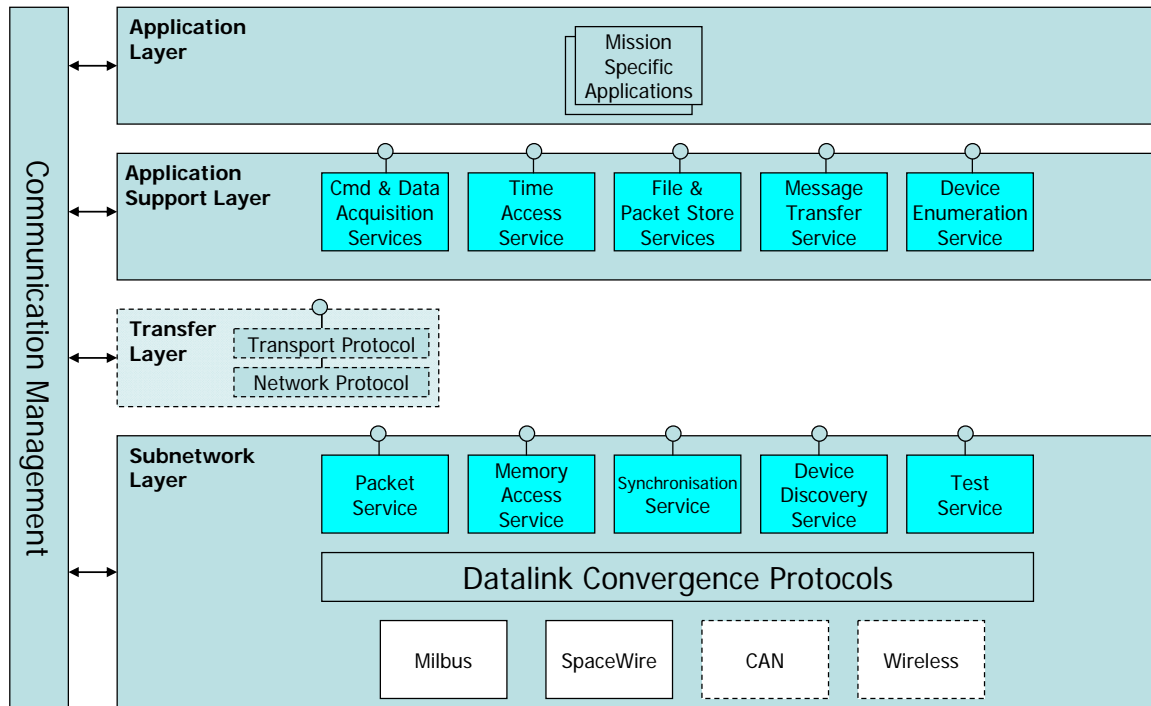 Application
Layer
Mission
Specific
Applications
Communication Management
Application
Support Layer
Cmd & Data
Acquisition
Services
Time
Access
Service
File &
Packet Store
Services
Message
Transfer
Service
Device
Enumeration
Service
Transfer
Layer
Transport Protocol
Network Protocol
Subnetwork
Layer
Packet
Service
Memory
Access
Service
Synchronisation
Service
Device
Discovery
Service
Test
Service
Datalink Convergence Protocols
Milbus
SpaceWire
CAN
Wireless